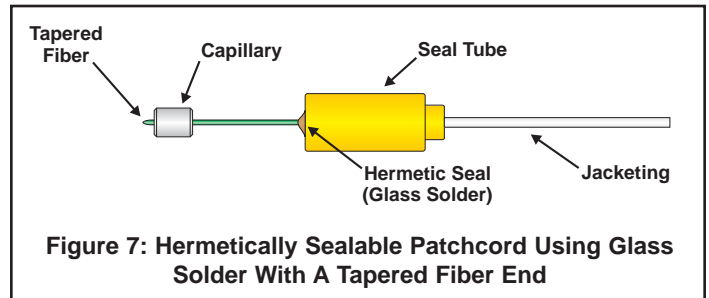 Tapered
Fiber
Capillary
Seal Tube
Hermetic Seal
(Glass Solder)
Jacketing
Figure 7: Hermetically Sealable Patchcord Using Glass
Solder With A Tapered Fiber End